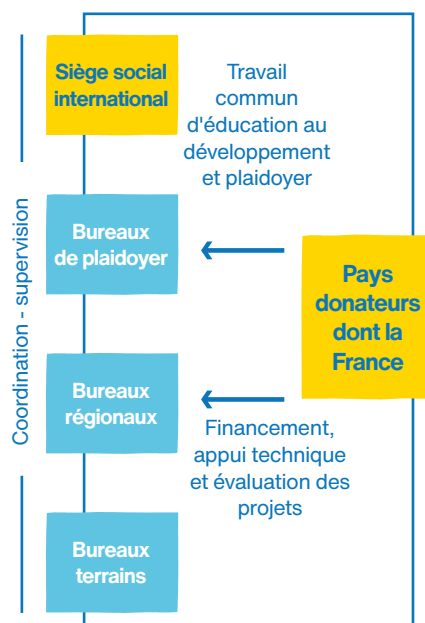 Siège social
international
Travail
commun
d'éducation au
développement
et plaidoyer
Coordination - supervision
Bureaux
de plaidoyer
Pays
donateurs
dont la
France
Bureaux
régionaux
Financement,
appui technique
et évaluation des
projets
Bureaux
terrains